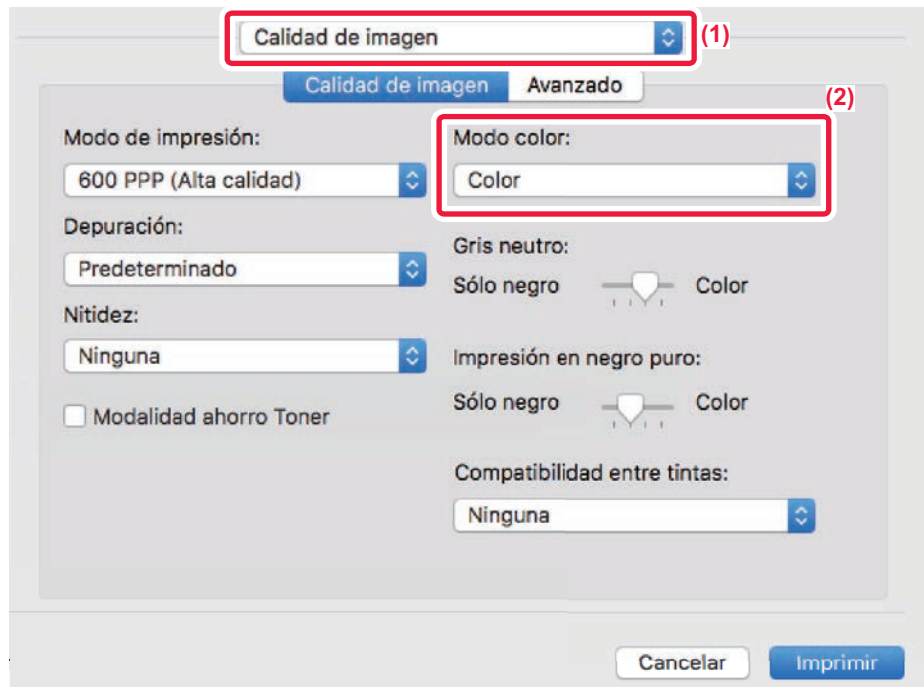 Calidad de imagen
(1)
Calidad de imagen Avanzado
(2)
Modo de impresión:
600 PPP (Alta calidad)
Depuración:
Predeterminado
Nitidez:
Ninguna
Modalidad ahorro Toner
Modo color:
Color
Gris neutro:
Sólo negro Color
Impresión en negro puro:
Sólo negro Color
Compatibilidad entre tintas:
Ninguna
Cancelar Imprimir